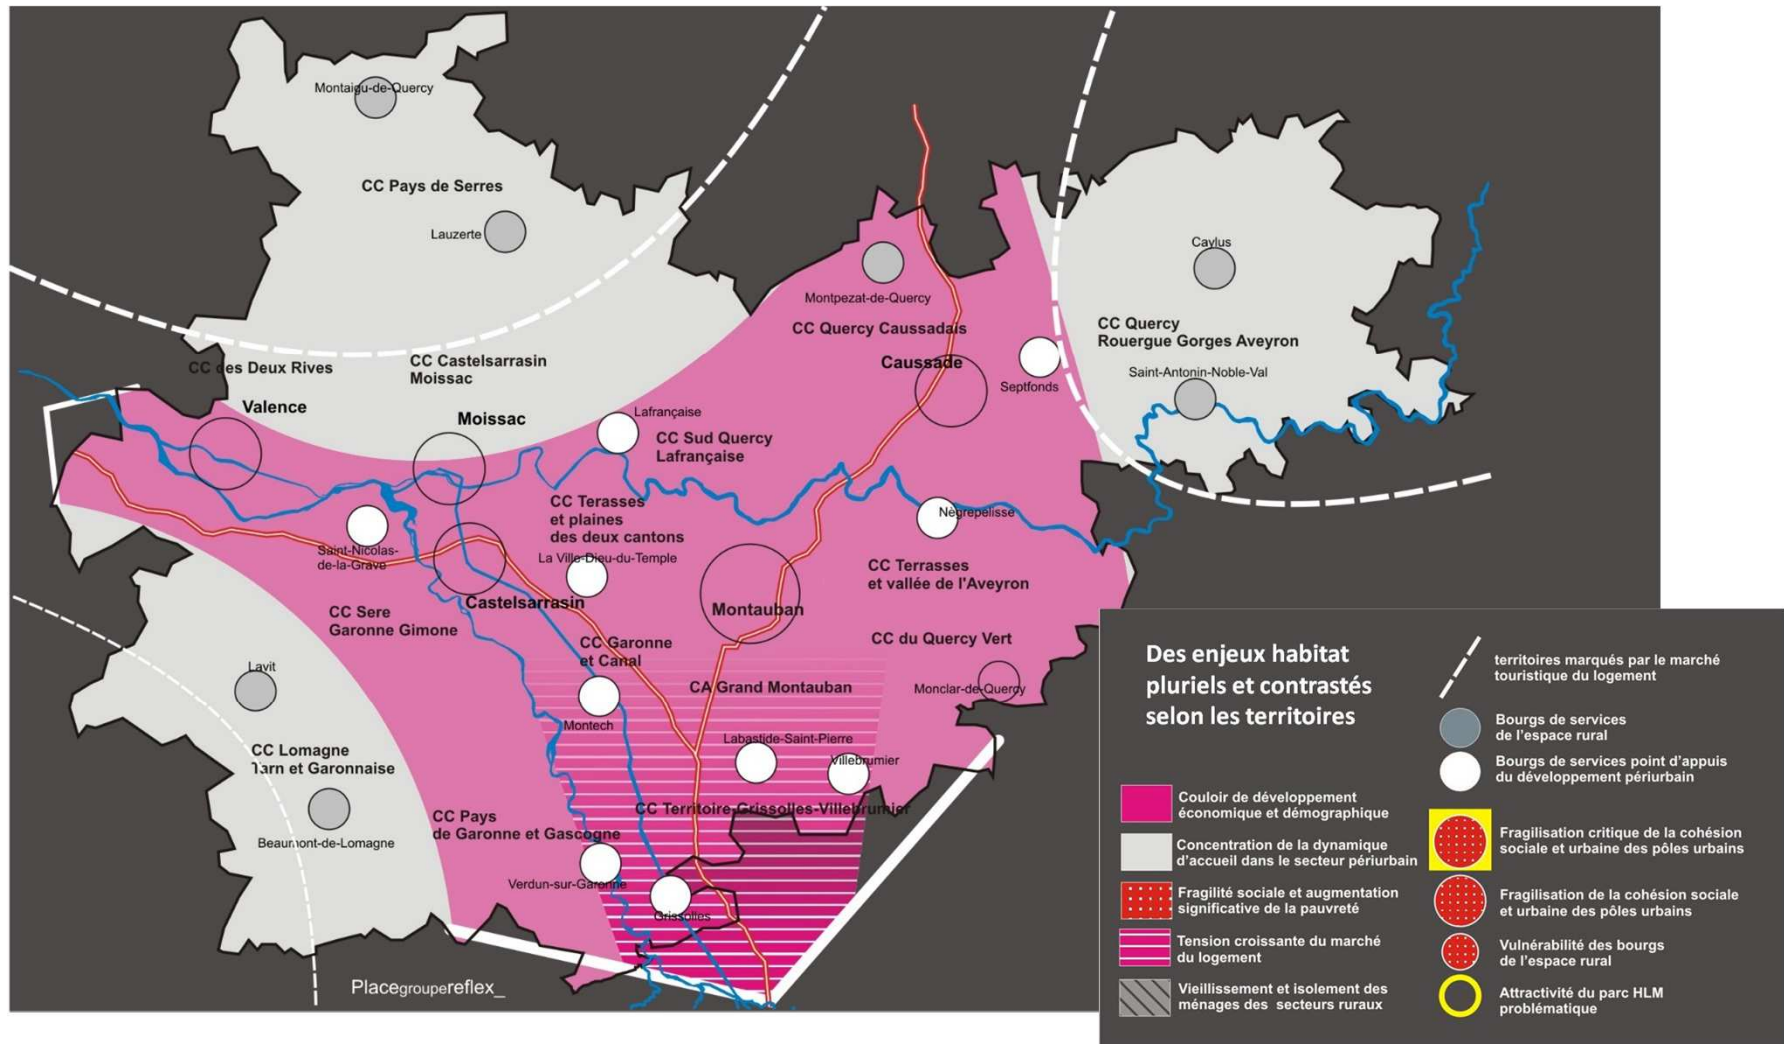 Montaigu-de-Quercy
CC Pays de Serres
Lauzerte
Caylus
Montpezat-de-Quercy
CC Quercy Caussadais
CC Quercy
Rouergue Gorges Aveyron
CC des Deux Rives
CC Castelsarrasin
Moissac
Caussade
Septfonds
Saint-Antonin-Noble-Val
Valence
Moissac
Lafrançaise
CC Sud Quercy
Lafrançaise
CC Terasses
et plaines
des deux cantons
Nègrepelisse
Saint-Nicolas-
de-la-Grave
La Ville-Dieu-du-Temple
CC Terrasses
et vallée de l'Aveyron
Castelsarrasin
Montauban
CC Sere
Garonne Gimone
CC Garonne
et Canal
CC du Quercy Vert
Lavit
CA Grand Montauban
Monclar-de-Quercy
Montech
Labastide-Saint-Pierre
Villebrumier
CC Lomagne
Tarn et Garonnaise
CC Territoire Grissolles-Villebrumier
CC Pays
de Garonne et Gascogne
Beaumont-de-Lomagne
Verdun-sur-Garonne
Grissolles
Placegroupereflex_
Des enjeux habitat
pluriels et contrastés
selon les territoires
Couloir de développement
économique et démographique
Concentration de la dynamique
d'accueil dans le secteur périurbain
Fragilité sociale et augmentation
significative de la pauvreté
Tension croissante du marché
du logement
Vieillissement et isolement des
ménages des secteurs ruraux
territoires marqués par le marché
touristique du logement
Bourgs de services
de l'espace rural
Bourgs de services point d'appuis
du développement périurbain
Fragilisation critique de la cohésion
sociale et urbaine des pôles urbains
Fragilisation de la cohésion sociale
et urbaine des pôles urbains
Vulnérabilité des bourgs
de l'espace rural
Attractivité du parc HLM
problématique